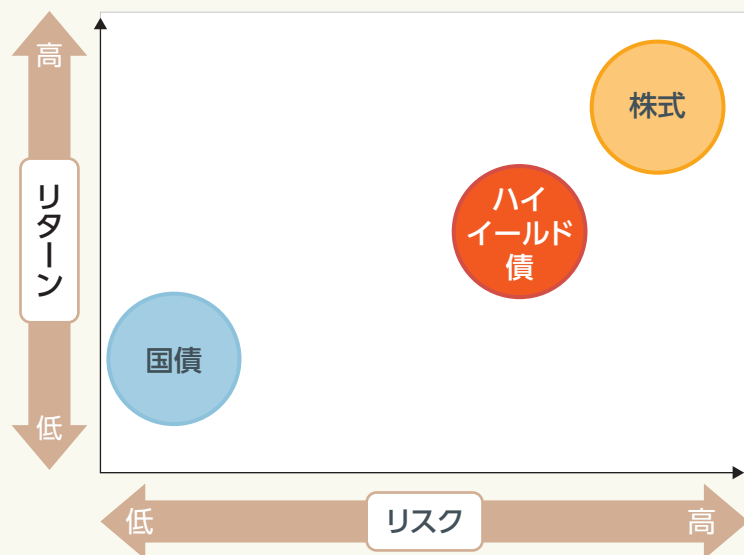 高
リターン
低
株式
ハイ
イールド
債
国債
低
リスク
高